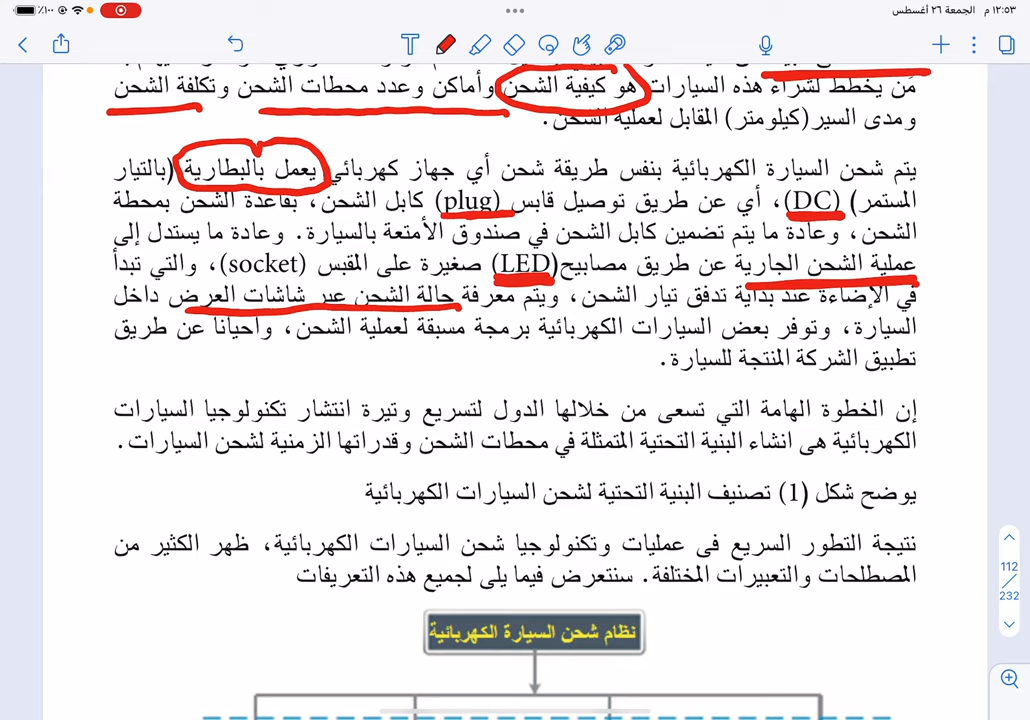 ١٢:٥٣ م الجمعة ٢٦ أغسطس
١٠٠٪
من يخطط لشراء هذه السيارات هو كيفية الشحن وأماكن وعدد محطات الشحن وتكلفة الشحن
ومدى السير (كيلومتر) المقابل لعملية الشحن.
يتم شحن السيارة الكهربائية بنفس طريقة شحن أي جهاز كهربائي يعمل بالبطارية (بالتيار
المستمر) (DC)، أي عن طريق توصيل قابس (plug) كابل الشحن، بقاعدة الشحن بمحطة
الشحن، وعادة ما يتم تضمين كابل الشحن في صندوق الأمتعة بالسيارة. وعادة ما يستدل إلى
عملية الشحن الجارية عن طريق مصابيح(LED) صغيرة على المقبس (socket)، والتي تبدأ
في الإضاءة عند بداية تدفق تيار الشحن، ويتم معرفة حالة الشحن عبر شاشات العرض داخل
السيارة، وتوفر بعض السيارات الكهربائية برمجة مسبقة لعملية الشحن، وأحيانا عن طريق
تطبيق الشركة المنتجة للسيارة.
إن الخطوة الهامة التي تسعى من خلالها الدول لتسريع وتيرة انتشار تكنولوجيا السيارات
الكهربائية هى انشاء البنية التحتية المتمثلة في محطات الشحن وقدراتها الزمنية لشحن السيارات.
يوضح شكل (1) تصنيف البنية التحتية لشحن السيارات الكهربائية
نتيجة التطور السريع فى عمليات وتكنولوجيا شحن السيارات الكهربائية، ظهر الكثير من
المصطلحات والتعبيرات المختلفة. سنتعرض فيما يلى لجميع هذه التعريفات
نظام شحن السيارة الكهربائية
112
232